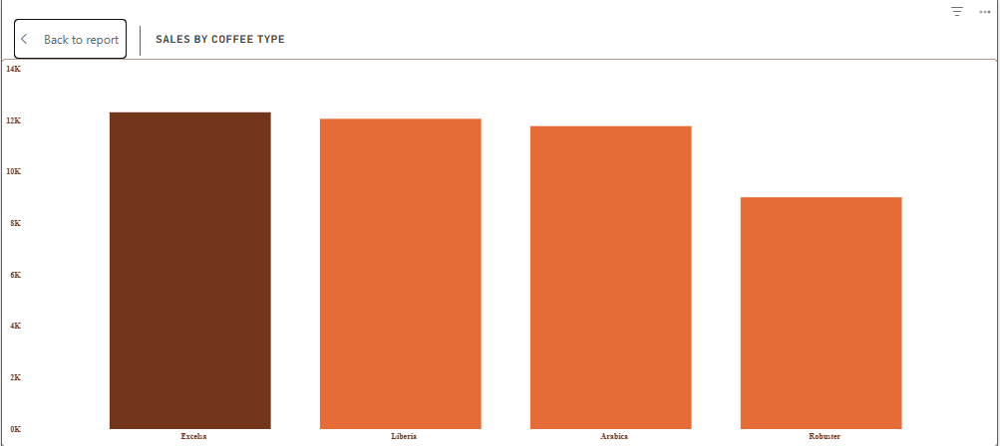 Back to report
SALES BY COFFEE TYPE
14K
12K
10K
8K
6K
4K
2K
0K
Excelsa
Liberia
Arabica
Robuster